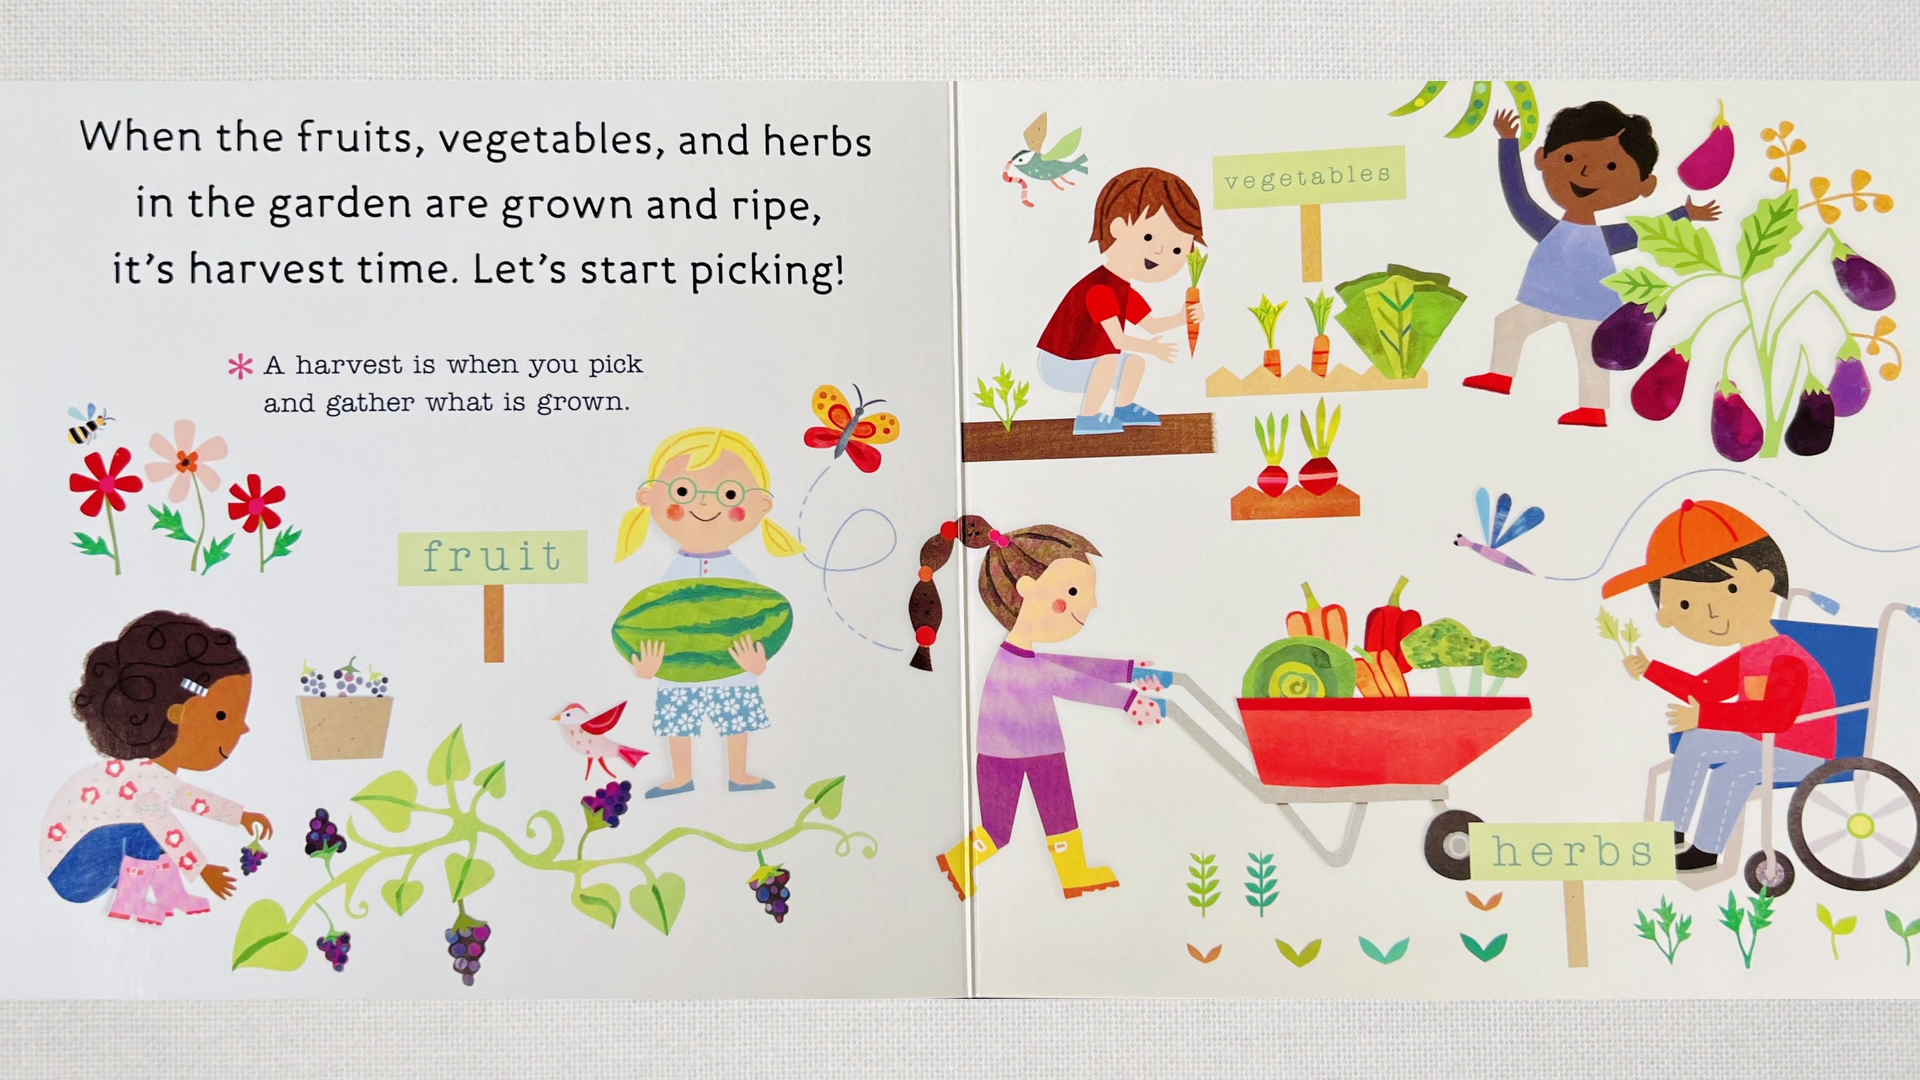 When the fruits, vegetables, and herbs
in the garden are grown and ripe,
it's harvest time. Let's start picking!
* A harvest is when you pick
and gather what is grown.
fruit
vegetables
herbs